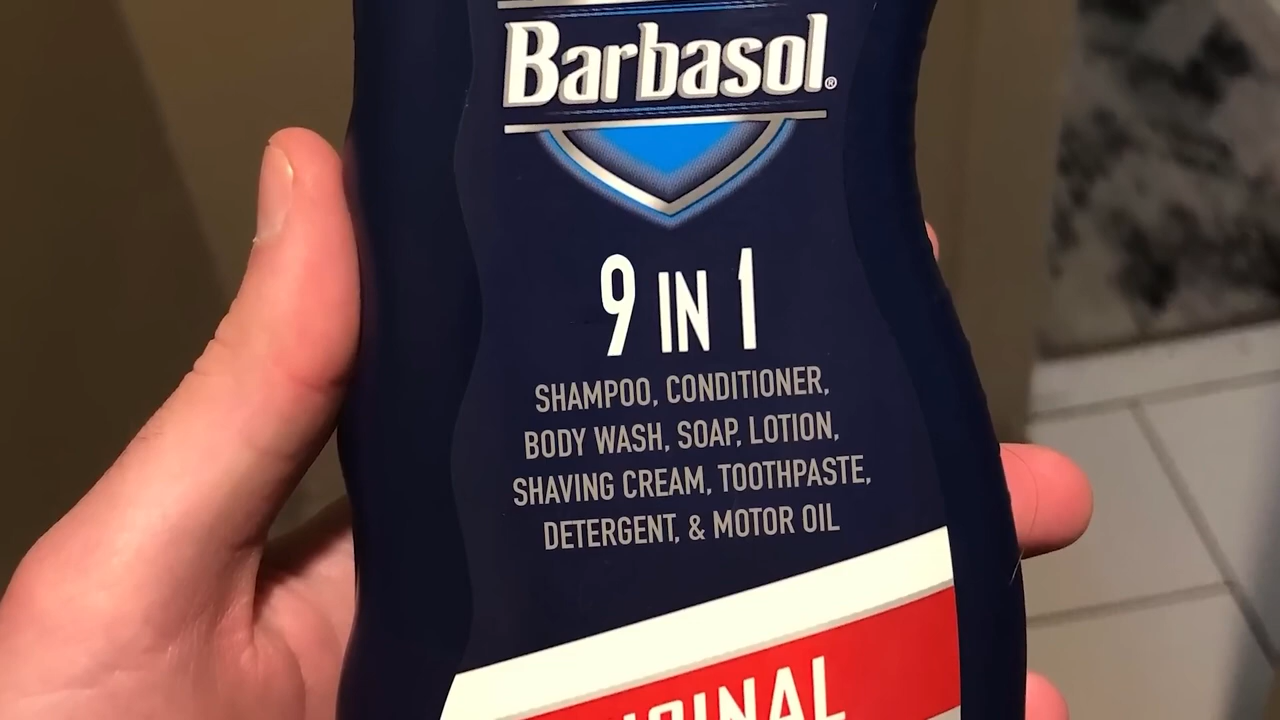 Barbasol®
9 IN 1
SHAMPOO, CONDITIONER,
BODY WASH, SOAP, LOTION,
SHAVING CREAM, TOOTHPASTE,
DETERGENT, & MOTOR OIL